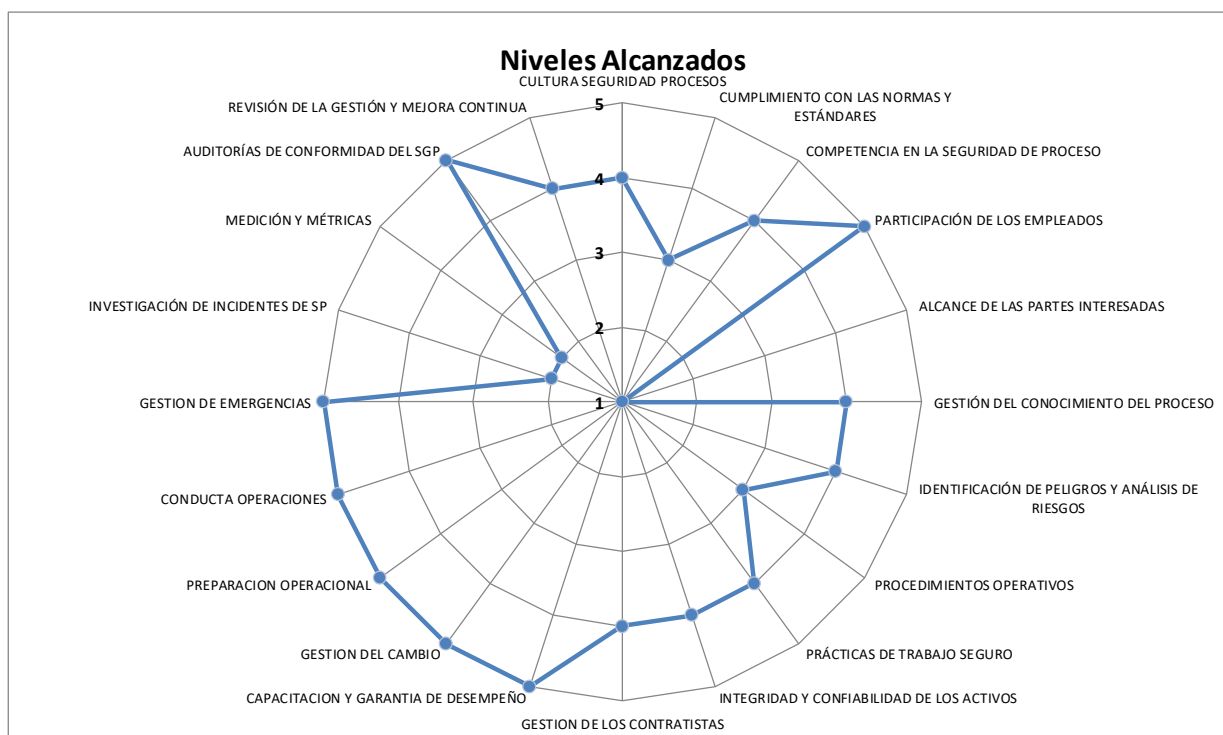 Niveles Alcanzados
CULTURA SEGURIDAD PROCESOS
CUMPLIMIENTO CON LAS NORMAS Y
ESTÁNDARES
COMPETENCIA EN LA SEGURIDAD DE PROCESO
PARTICIPACIÓN DE LOS EMPLEADOS
ALCANCE DE LAS PARTES INTERESADAS
GESTIÓN DEL CONOCIMIENTO DEL PROCESO
IDENTIFICACIÓN DE PELIGROS Y ANÁLISIS DE
RIESGOS
PROCEDIMIENTOS OPERATIVOS
PRÁCTICAS DE TRABAJO SEGURO
INTEGRIDAD Y CONFIABILIDAD DE LOS ACTIVOS
GESTION DE LOS CONTRATISTAS
CAPACITACION Y GARANTIA DE DESEMPEÑO
GESTION DEL CAMBIO
PREPARACION OPERACIONAL
CONDUCTA OPERACIONES
GESTION DE EMERGENCIAS
INVESTIGACIÓN DE INCIDENTES DE SP
MEDICIÓN Y MÉTRICAS
AUDITORÍAS DE CONFORMIDAD DEL SGP
REVISIÓN DE LA GESTIÓN Y MEJORA CONTINUA
5
4
3
2
1